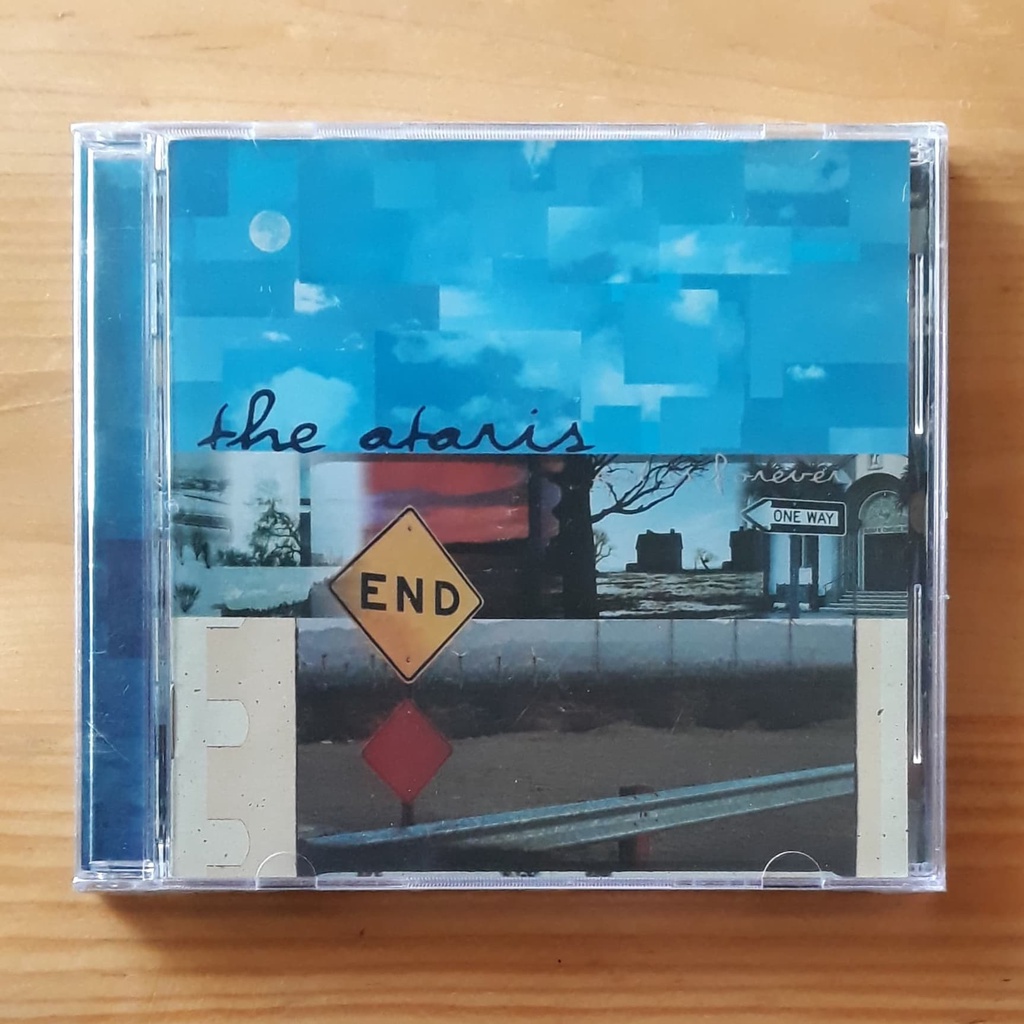 the ataris
forever
ONE WAY
END